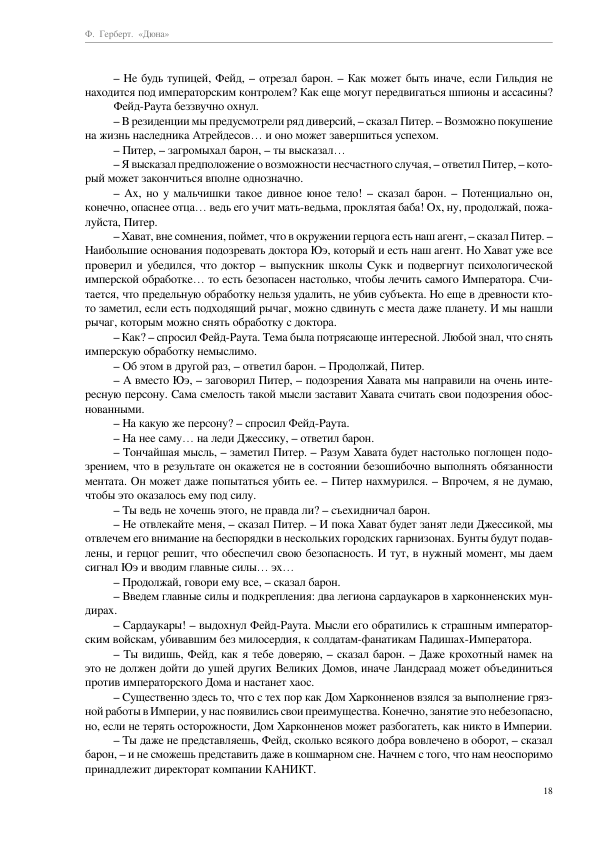 Ф. Герберт. «Дюна»
– Не будь тупицей, Фейд, – отрезал барон. – Как может быть иначе, если Гильдия не
находится под императорским контролем? Как еще могут передвигаться шпионы и ассасины?
Фейд-Раута беззвучно охнул.
– В резиденции мы предусмотрели ряд диверсий, – сказал Питер. – Возможно покушение
на жизнь наследника Атрейдесов… и оно может завершиться успехом.
– Питер, – загромыхал барон, – ты высказал…
– Я высказал предположение о возможности несчастного случая, – ответил Питер, – кото-
рый может закончиться вполне однозначно.
– Ах, но у мальчишки такое дивное юное тело! – сказал барон. – Потенциально он,
конечно, опаснее отца… ведь его учит мать-ведьма, проклятая баба! Ох, ну, продолжай, пожа-
луйста, Питер.
– Хават, вне сомнения, поймет, что в окружении герцога есть наш агент, – сказал Питер. –
Наибольшие основания подозревать доктора Юэ, который и есть наш агент. Но Хават уже все
проверил и убедился, что доктор – выпускник школы Сукк и подвергнут психологической
имперской обработке… то есть безопасен настолько, чтобы лечить самого Императора. Счи-
тается, что предельную обработку нельзя удалить, не убив субъекта. Но еще в древности кто-
то заметил, если есть подходящий рычаг, можно сдвинуть с места даже планету. И мы нашли
рычаг, которым можно снять обработку с доктора.
– Как? – спросил Фейд-Раута. Тема была потрясающе интересной. Любой знал, что снять
имперскую обработку немыслимо.
– Об этом в другой раз, – ответил барон. – Продолжай, Питер.
– А вместо Юэ, – заговорил Питер, – подозрения Хавата мы направили на очень инте-
ресную персону. Сама смелость такой мысли заставит Хавата считать свои подозрения обос-
нованными.
– На какую же персону? – спросил Фейд-Раута.
– На нее саму… на леди Джессику, – ответил барон.
– Тончайшая мысль, – заметил Питер. – Разум Хавата будет настолько поглощен подо-
зрением, что в результате он окажется не в состоянии безошибочно выполнять обязанности
ментата. Он может даже попытаться убить ее. – Питер нахмурился. – Впрочем, я не думаю,
чтобы это оказалось ему под силу.
– Ты ведь не хочешь этого, не правда ли? – съехидничал барон.
– Не отвлекайте меня, – сказал Питер. – И пока Хават будет занят леди Джессикой, мы
отвлечем его внимание на беспорядки в нескольких городских гарнизонах. Бунты будут подав-
лены, и герцог решит, что обеспечил свою безопасность. И тут, в нужный момент, мы даем
сигнал Юэ и вводим главные силы… эх…
– Продолжай, говори ему все, – сказал барон.
– Введем главные силы и подкрепления: два легиона сардаукаров в харконненских мун-
дирах.
– Сардаукары! – выдохнул Фейд-Раута. Мысли его обратились к страшным император-
ским войскам, убивавшим без милосердия, к солдатам-фанатикам Падишах-Императора.
– Ты видишь, Фейд, как я тебе доверяю, – сказал барон. – Даже крохотный намек на
это не должен дойти до ушей других Великих Домов, иначе Ландсраад может объединиться
против императорского Дома и настанет хаос.
– Существенно здесь то, что с тех пор как Дом Харконненов взялся за выполнение гряз-
ной работы в Империи, у нас появились свои преимущества. Конечно, занятие это небезопасно,
но, если не терять осторожности, Дом Харконненов может разбогатеть, как никто в Империи.
– Ты даже не представляешь, Фейд, сколько всякого добра вовлечено в оборот, – сказал
барон, – и не сможешь представить даже в кошмарном сне. Начнем с того, что нам неоспоримо
принадлежит директорат компании КАНИКТ.
18